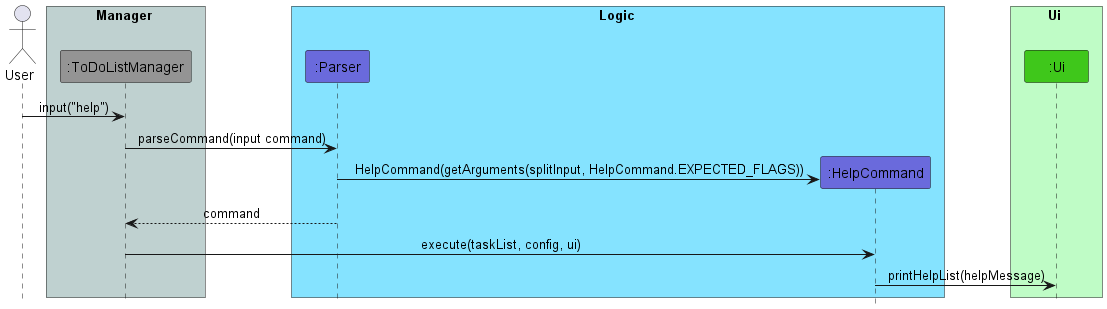 Manager
Logic
Ui
User
:ToDoListManager
:Parser
:Ui
input("help")
parseCommand(input command)
HelpCommand(getArguments(splitInput, HelpCommand.EXPECTED_FLAGS))
:HelpCommand
command
execute(taskList, config, ui)
printHelpList(helpMessage)